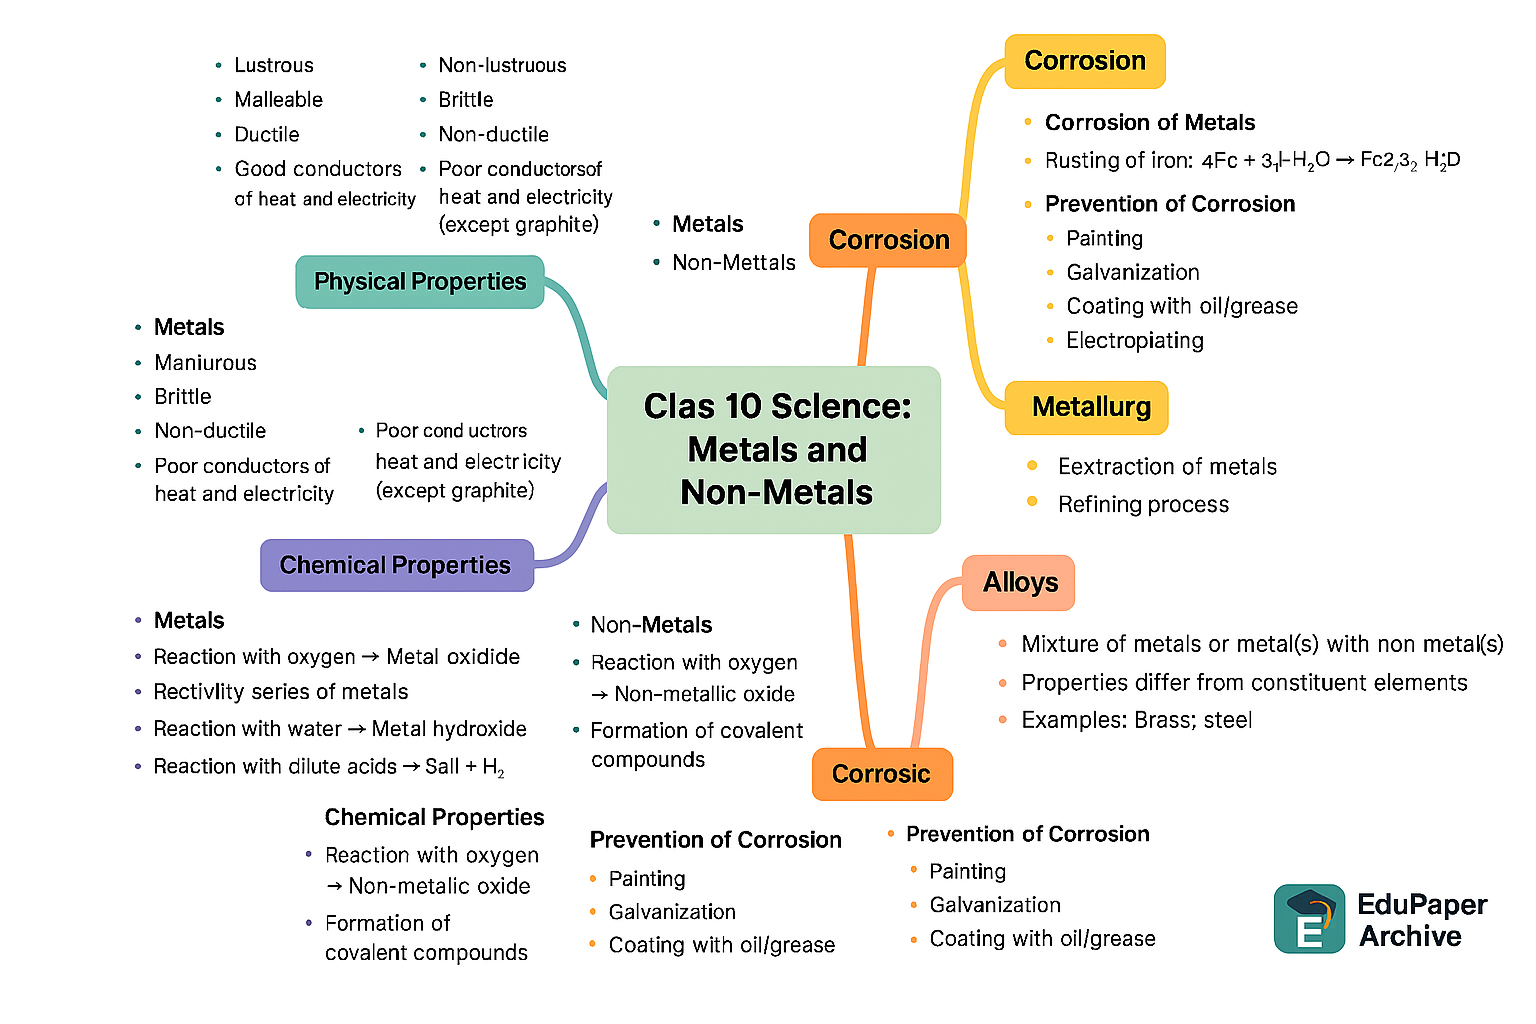 Lustrous
Malleable
Ductile
Good conductors
of heat and electricity
Non-lustruous
Brittle
Non-ductile
Poor conductorsof
heat and electricity
(except graphite)
Physical Properties
Metals
Maniurous
Brittle
Non-ductile
Poor conductors of
heat and electricity
Poor cond uctrors
heat and electricity
(except graphite)
Metals
Non-Mettals
Corrosion
Corrosion
Corrosion of Metals
Rusting of iron: 4Fc + 3
Prevention of Corrosion
Painting
Galvanization
Coating with oil/grease
Electropiating
Clas 10 Sclence:
Metals and
Non-Metals
Metallurg
Eextraction of metals
Refining process
Chemical Properties
Metals
Reaction with oxygen → Metal oxidide
Rectivlity series of metals
Reaction with water → Metal hydroxide
Reaction with dilute acids → Sall + H₂
Non-Metals
Reaction with oxygen
→ Non-metallic oxide
Formation of covalent
compounds
Alloys
Mixture of metals or metal(s) with non metal(s)
Properties differ from constituent elements
Examples: Brass; steel
Corrosic
Chemical Properties
Reaction with oxygen
→ Non-metalic oxide
Formation of
covalent compounds
Prevention of Corrosion
Painting
Galvanization
Coating with oil/grease
Prevention of Corrosion
Painting
Galvanization
Coating with oil/grease
E
EduPaper
Archive